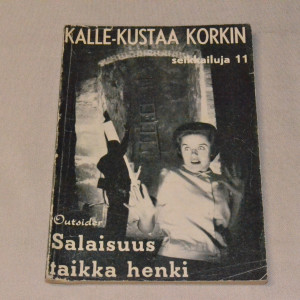 KALLE-KUSTAA KORKIN
seikkailuja 11
Outsider
Salaisuus
taikka henki